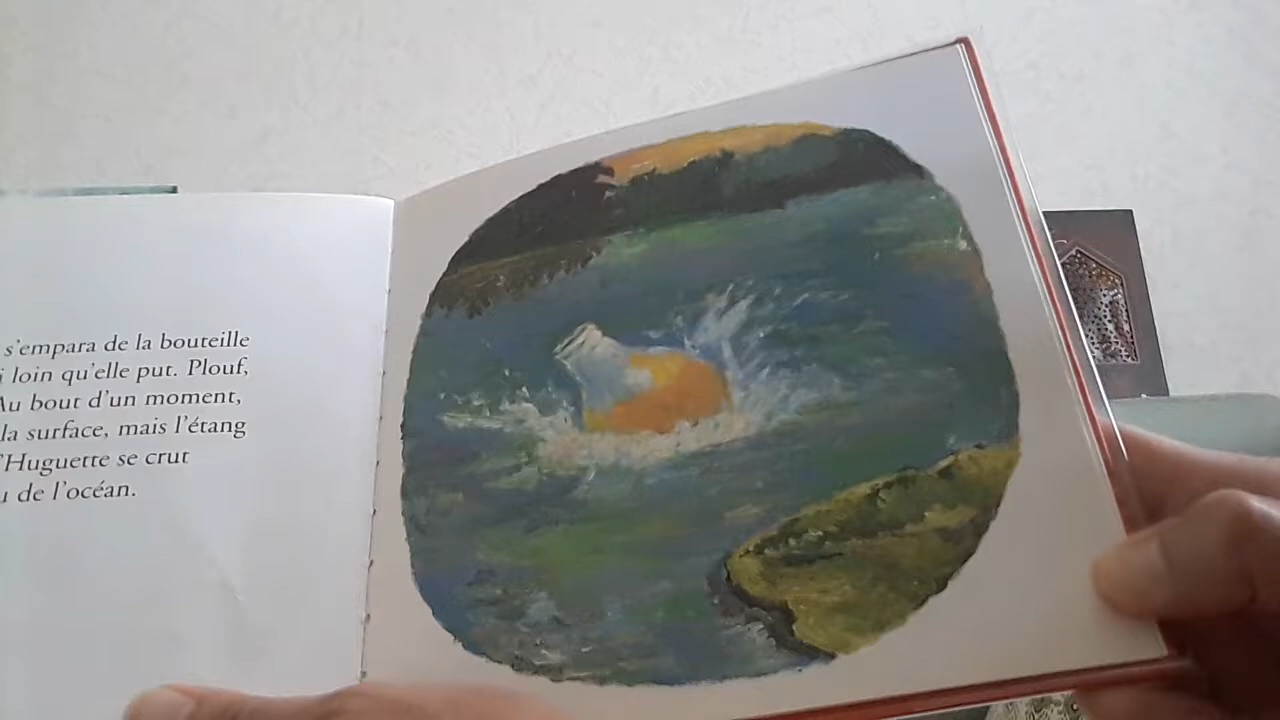 s'empara de la bouteille
loin qu'elle put. Plouf,
Au bout d'un moment,
la surface, mais l'étang
'Huguette se crut
de l'océan.